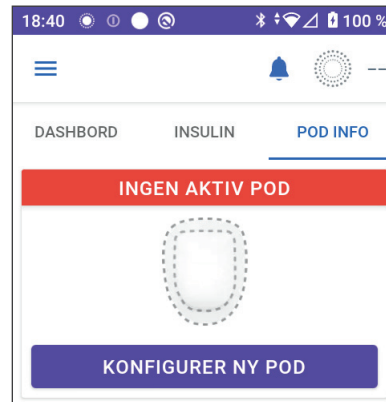 18:40 100 %
--
DASHBORD INSULIN POD INFO
INGEN AKTIV POD
KONFIGURER NY POD